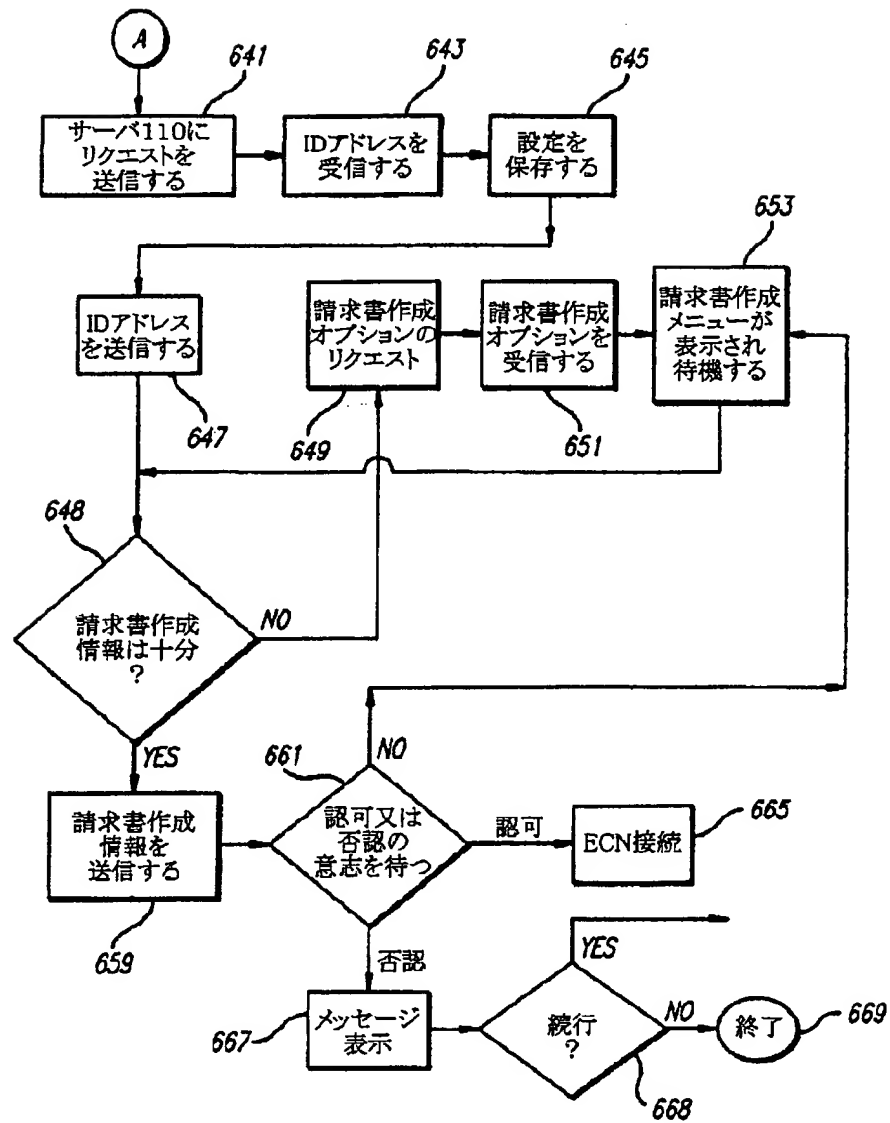 A
641
サーバ110に
リクエストを
送信する
643
IDアドレスを
受信する
645
設定を
保存する
IDアドレス
を送信する
647
請求書作成
オプションの
リクエスト
649
請求書作成
オプションを
受信する
651
653
請求書作成
メニューが
表示され
待機する
648
請求書作成
情報は十分
?
NO
YES
請求書作成
情報を
送信する
659
661
認可又は
否認の
意志を待つ
NO
認可
ECN接続
665
否認
667
メッセージ
表示
続行
?
668
YES
NO
終了
669